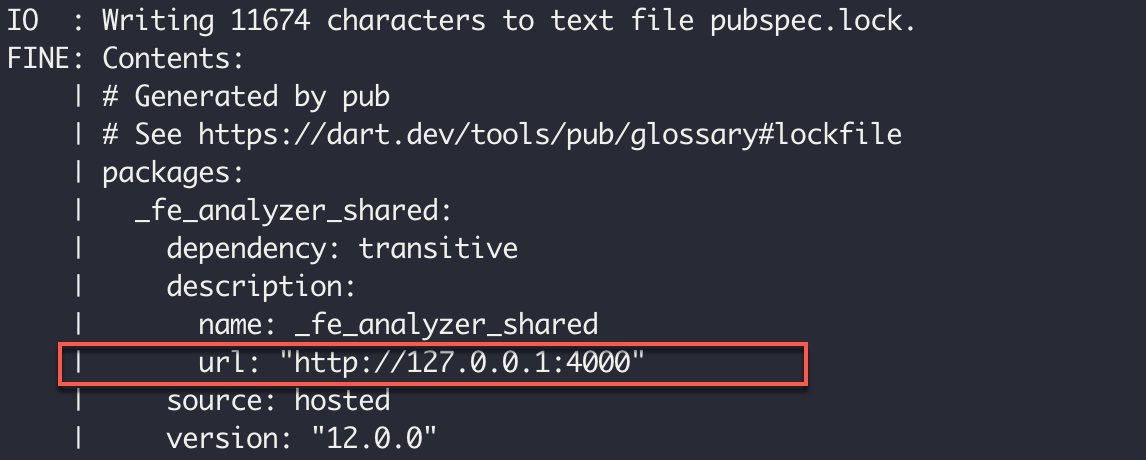 IO  : Writing 11674 characters to text file pubspec.lock.
FINE: Contents:
    | # Generated by pub
    | # See https://dart.dev/tools/pub/glossary#lockfile
    | packages:
    |   _fe_analyzer_shared:
    |     dependency: transitive
    |     description:
    |       name: _fe_analyzer_shared
    |       url: "http://127.0.0.1:4000"
    |     source: hosted
    |     version: "12.0.0"